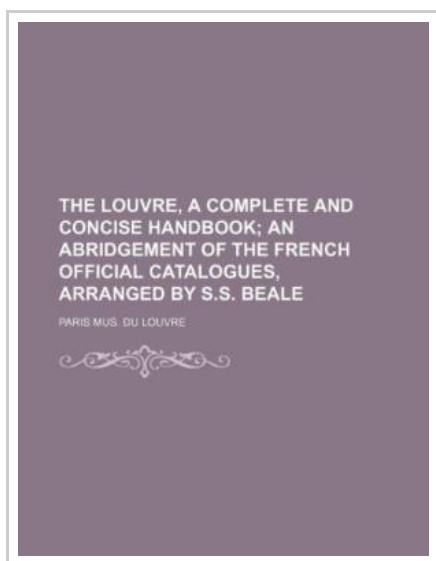 THE LOUVRE, A COMPLETE AND
CONCISE HANDBOOK; AN
ABRIDGEMENT OF THE FRENCH
OFFICIAL CATALOGUES,
ARRANGED BY S.S. BEALE
PARIS MUS. DU LOUVRE